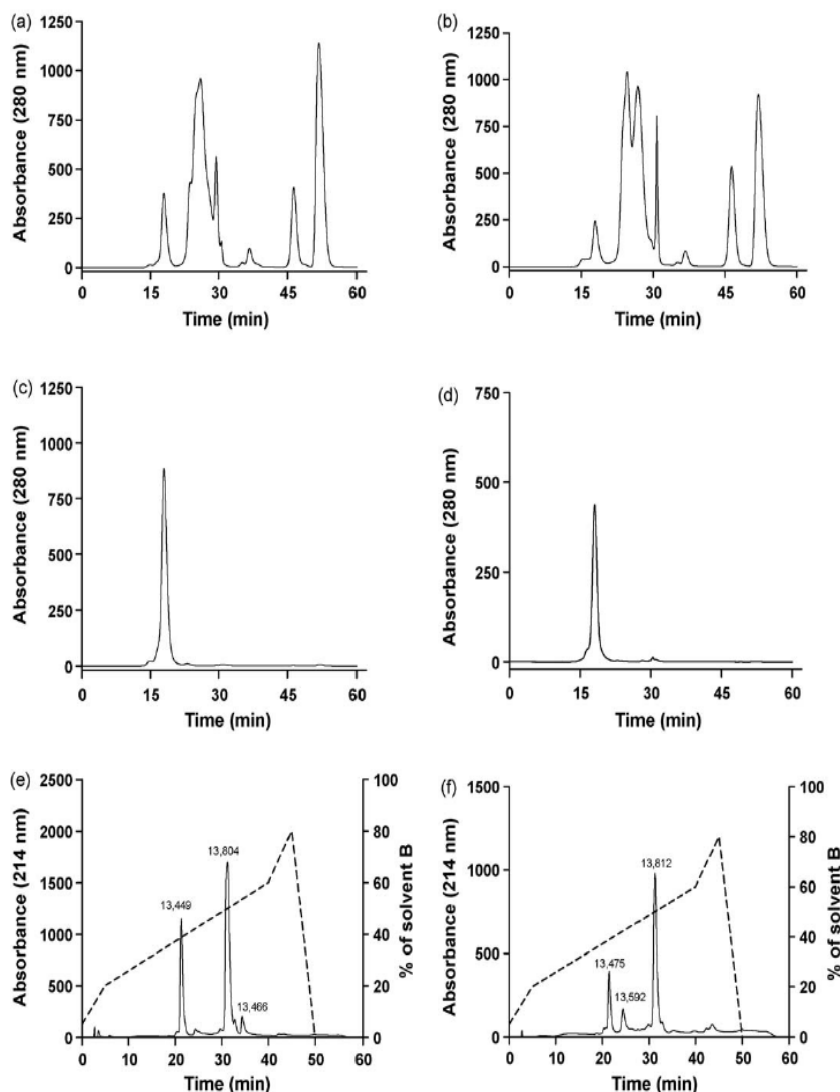 (a)
Absorbance (280 nm)
1250
1000
750
500
250
0
0 15 30 45 60
Time (min)
(b)
Absorbance (280 nm)
1250
1000
750
500
250
0
0 15 30 45 60
Time (min)
(c)
Absorbance (280 nm)
1250
1000
750
500
250
0
0 15 30 45 60
Time (min)
(d)
Absorbance (280 nm)
750
500
250
0
0 15 30 45 60
Time (min)
(e)
Absorbance (214 nm)
2500
2000
1500
1000
500
0
13,449
13,804
13,466
100
80
60
40
20
0
% of solvent B
0 10 20 30 40 50 60
Time (min)
(f)
Absorbance (214 nm)
1500
1000
500
0
13,475
13,592
13,812
100
80
60
40
20
0
% of solvent B
0 10 20 30 40 50 60
Time (min)